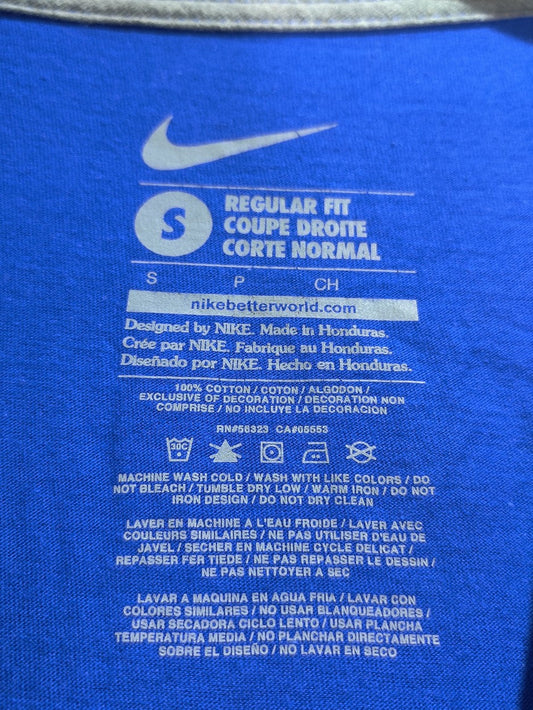 S
REGULAR FIT
COUPE DROITE
CORTE NORMAL
S P CH
nikebetterworld.com
Designed by NIKE. Made in Honduras.
Crée par NIKE. Fabrique au Honduras.
Diseñado por NIKE. Hecho en Honduras.
100% COTTON / COTON / ALGODON /
EXCLUSIVE OF DECORATION / DECORATION NON
COMPRISE / NO INCLUYE LA DECORACION
RN#56323 CA#05553
30C
MACHINE WASH COLD / WASH WITH LIKE COLORS / DO
NOT BLEACH / TUMBLE DRY LOW / WARM IRON / DO NOT
IRON DESIGN / DO NOT DRY CLEAN
LAVER EN MACHINE A L'EAU FROIDE / LAVER AVEC
COULEURS SIMILAIRES / NE PAS UTILISER D'EAU DE
JAVEL / SECHER EN MACHINE CYCLE DELICAT /
REPASSER FER TIEDE / NE PAS REPASSER LE DESSIN /
NE PAS NETTOYER A SEC
LAVAR A MAQUINA EN AGUA FRIA / LAVAR CON
COLORES SIMILARES / NO USAR BLANQUEADORES /
USAR SECADORA CICLO LENTO / USAR PLANCHA
TEMPERATURA MEDIA / NO PLANCHAR DIRECTAMENTE
SOBRE EL DISEÑO / NO LAVAR EN SECO